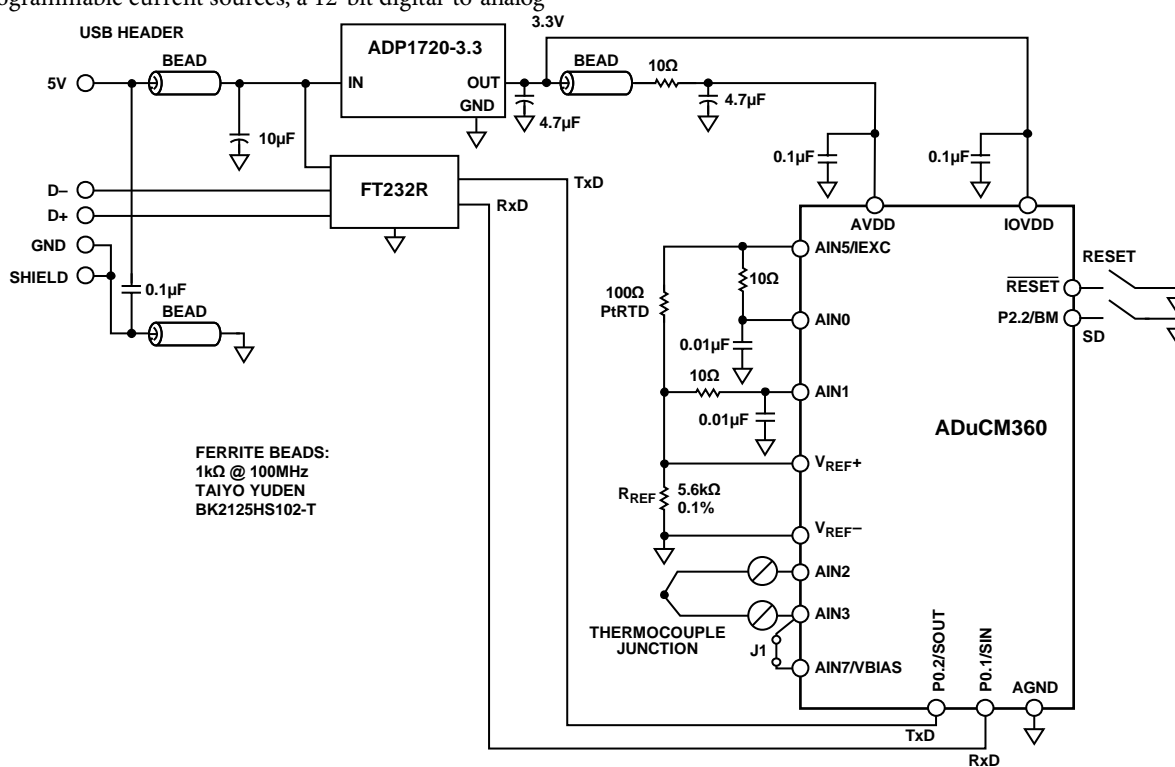 ogrammable current sources, a 12-bit digital-to-analog
3.3V
USB HEADER
ADP1720-3.3
BEAD
BEAD
10Ω
5V
IN
OUT
GND
4.7µF
4.7µF
10µF
0.1µF
0.1µF
FT232R
TxD
RxD
D–
D+
GND
SHIELD
0.1µF
BEAD
AVDD
IOVDD
AIN5/IEXC
RESET
RESET
100Ω
PtRTD
10Ω
AIN0
P2.2/BM
SD
0.01µF
10Ω
AIN1
0.01µF
ADuCM360
FERRITE BEADS:
1kΩ @ 100MHz
TAIYO YUDEN
BK2125HS102-T
VREF+
RREF
5.6kΩ
0.1%
VREF–
AIN2
AIN3
THERMOCOUPLE
JUNCTION
J1
AIN7/VBIAS
P0.2/SOUT
P0.1/SIN
AGND
TxD
RxD